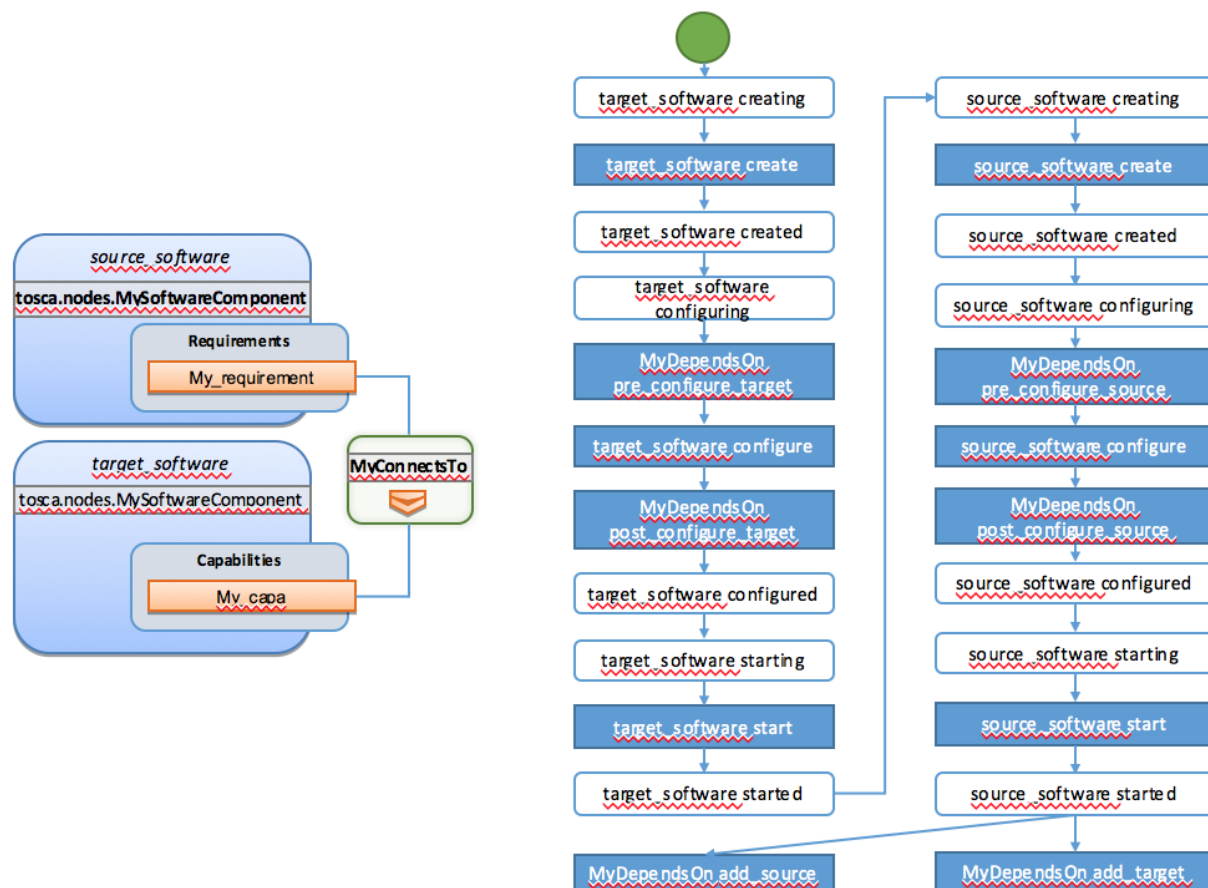 source_software
tosca.nodes.MySoftwareComponent
Requirements
My_requirement
target_software
tosca.nodes.MySoftwareComponent
Capabilities
My_capa
MyConnectsTo
target_software creating
target_software create
target_software created
target_software
configuring
MyDependsOn
pre_configure_target
target_software configure
MyDependsOn
post_configure_target
target_software configured
target_software starting
target_software start
target_software started
MyDependsOn add_source
source_software creating
source_software create
source_software created
source_software configuring
MyDependsOn
pre_configure_source
source_software configure
MyDependsOn
post_configure_source
source_software configured
source_software starting
source_software start
source_software started
MyDependsOn add_target